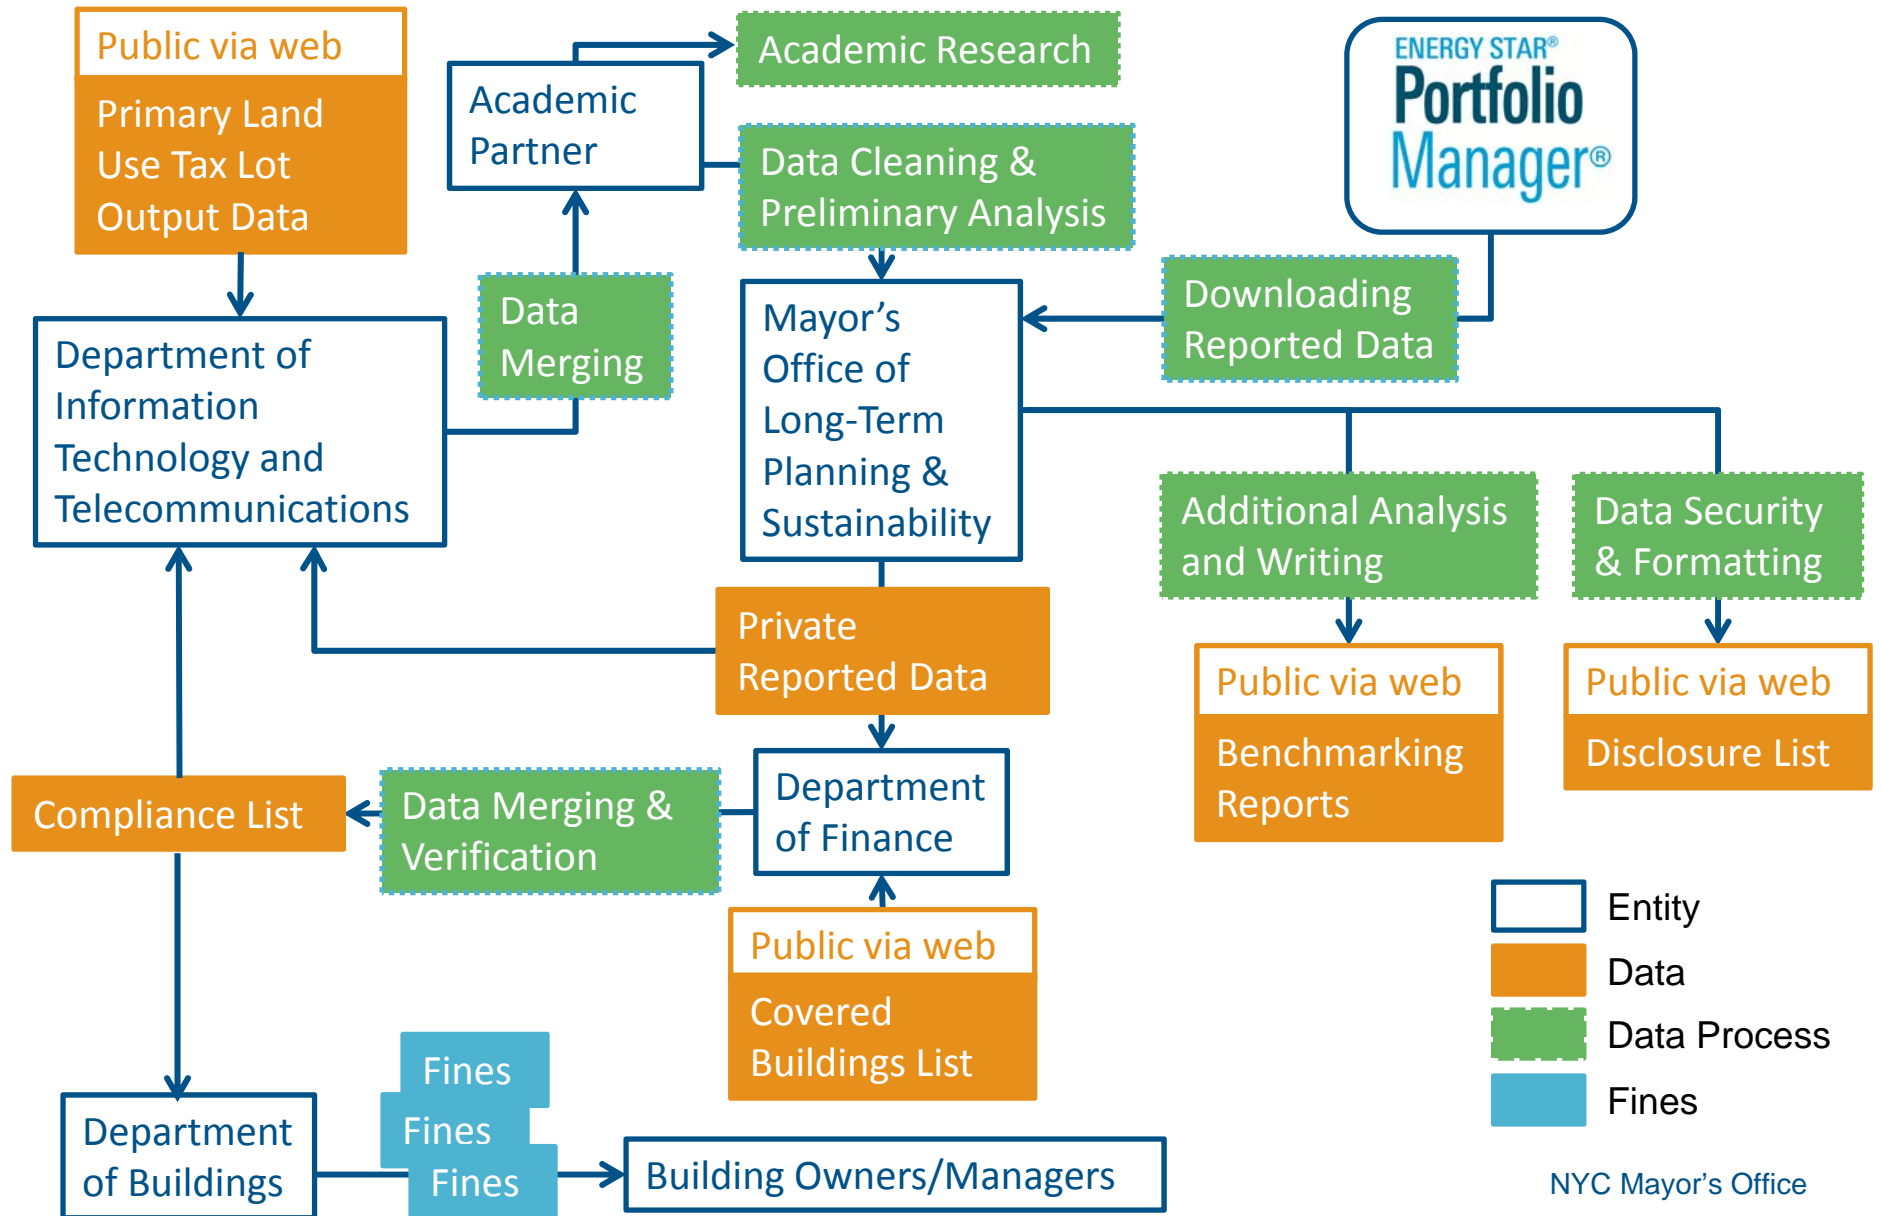 Public via web
Primary Land
Use Tax Lot
Output Data
Academic
Partner
Academic Research
Data Cleaning &
Preliminary Analysis
ENERGY STAR®
Portfolio
Manager®
Data
Merging
Downloading
Reported Data
Department of
Information
Technology and
Telecommunications
Mayor’s
Office of
Long-Term
Planning &
Sustainability
Additional Analysis
and Writing
Data Security
& Formatting
Private
Reported Data
Public via web
Benchmarking
Reports
Public via web
Disclosure List
Compliance List
Data Merging &
Verification
Department
of Finance
Public via web
Covered
Buildings List
Entity
Data
Data Process
Fines
Department
of Buildings
Fines
Fines
Fines
Building Owners/Managers
NYC Mayor’s Office